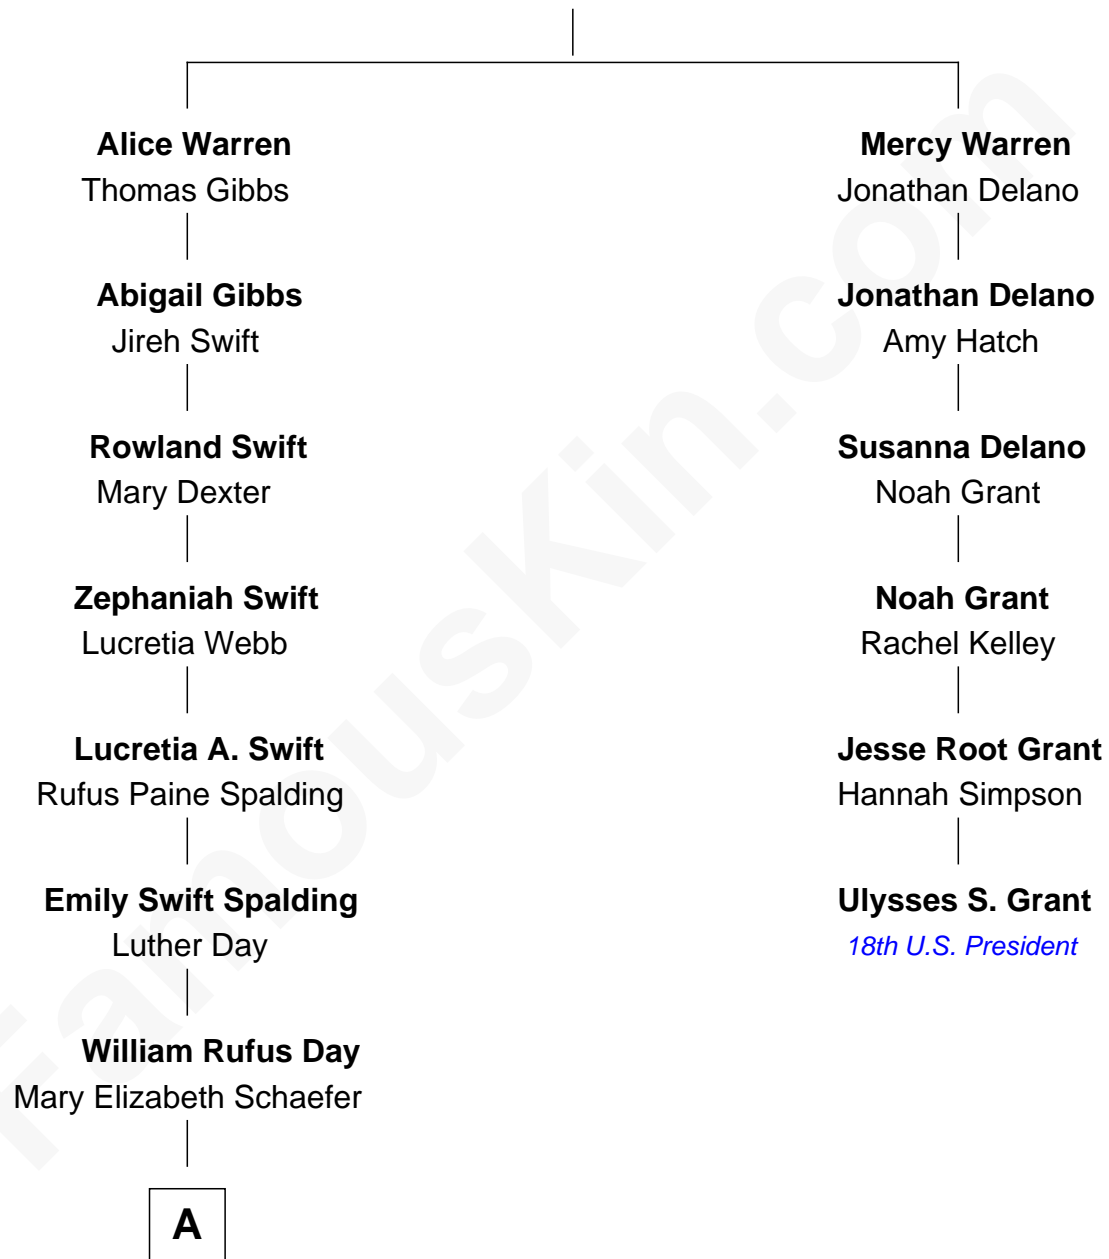 Alice Warren
Thomas Gibbs
Mercy Warren
Jonathan Delano
Abigail Gibbs
Jireh Swift
Jonathan Delano
Amy Hatch
Rowland Swift
Mary Dexter
Susanna Delano
Noah Grant
Zephaniah Swift
Lucretia Webb
Noah Grant
Rachel Kelley
Lucretia A. Swift
Rufus Paine Spalding
Jesse Root Grant
Hannah Simpson
Emily Swift Spalding
Luther Day
Ulysses S. Grant
18th U.S. President
William Rufus Day
Mary Elizabeth Schaefer
A
FamousKin.com